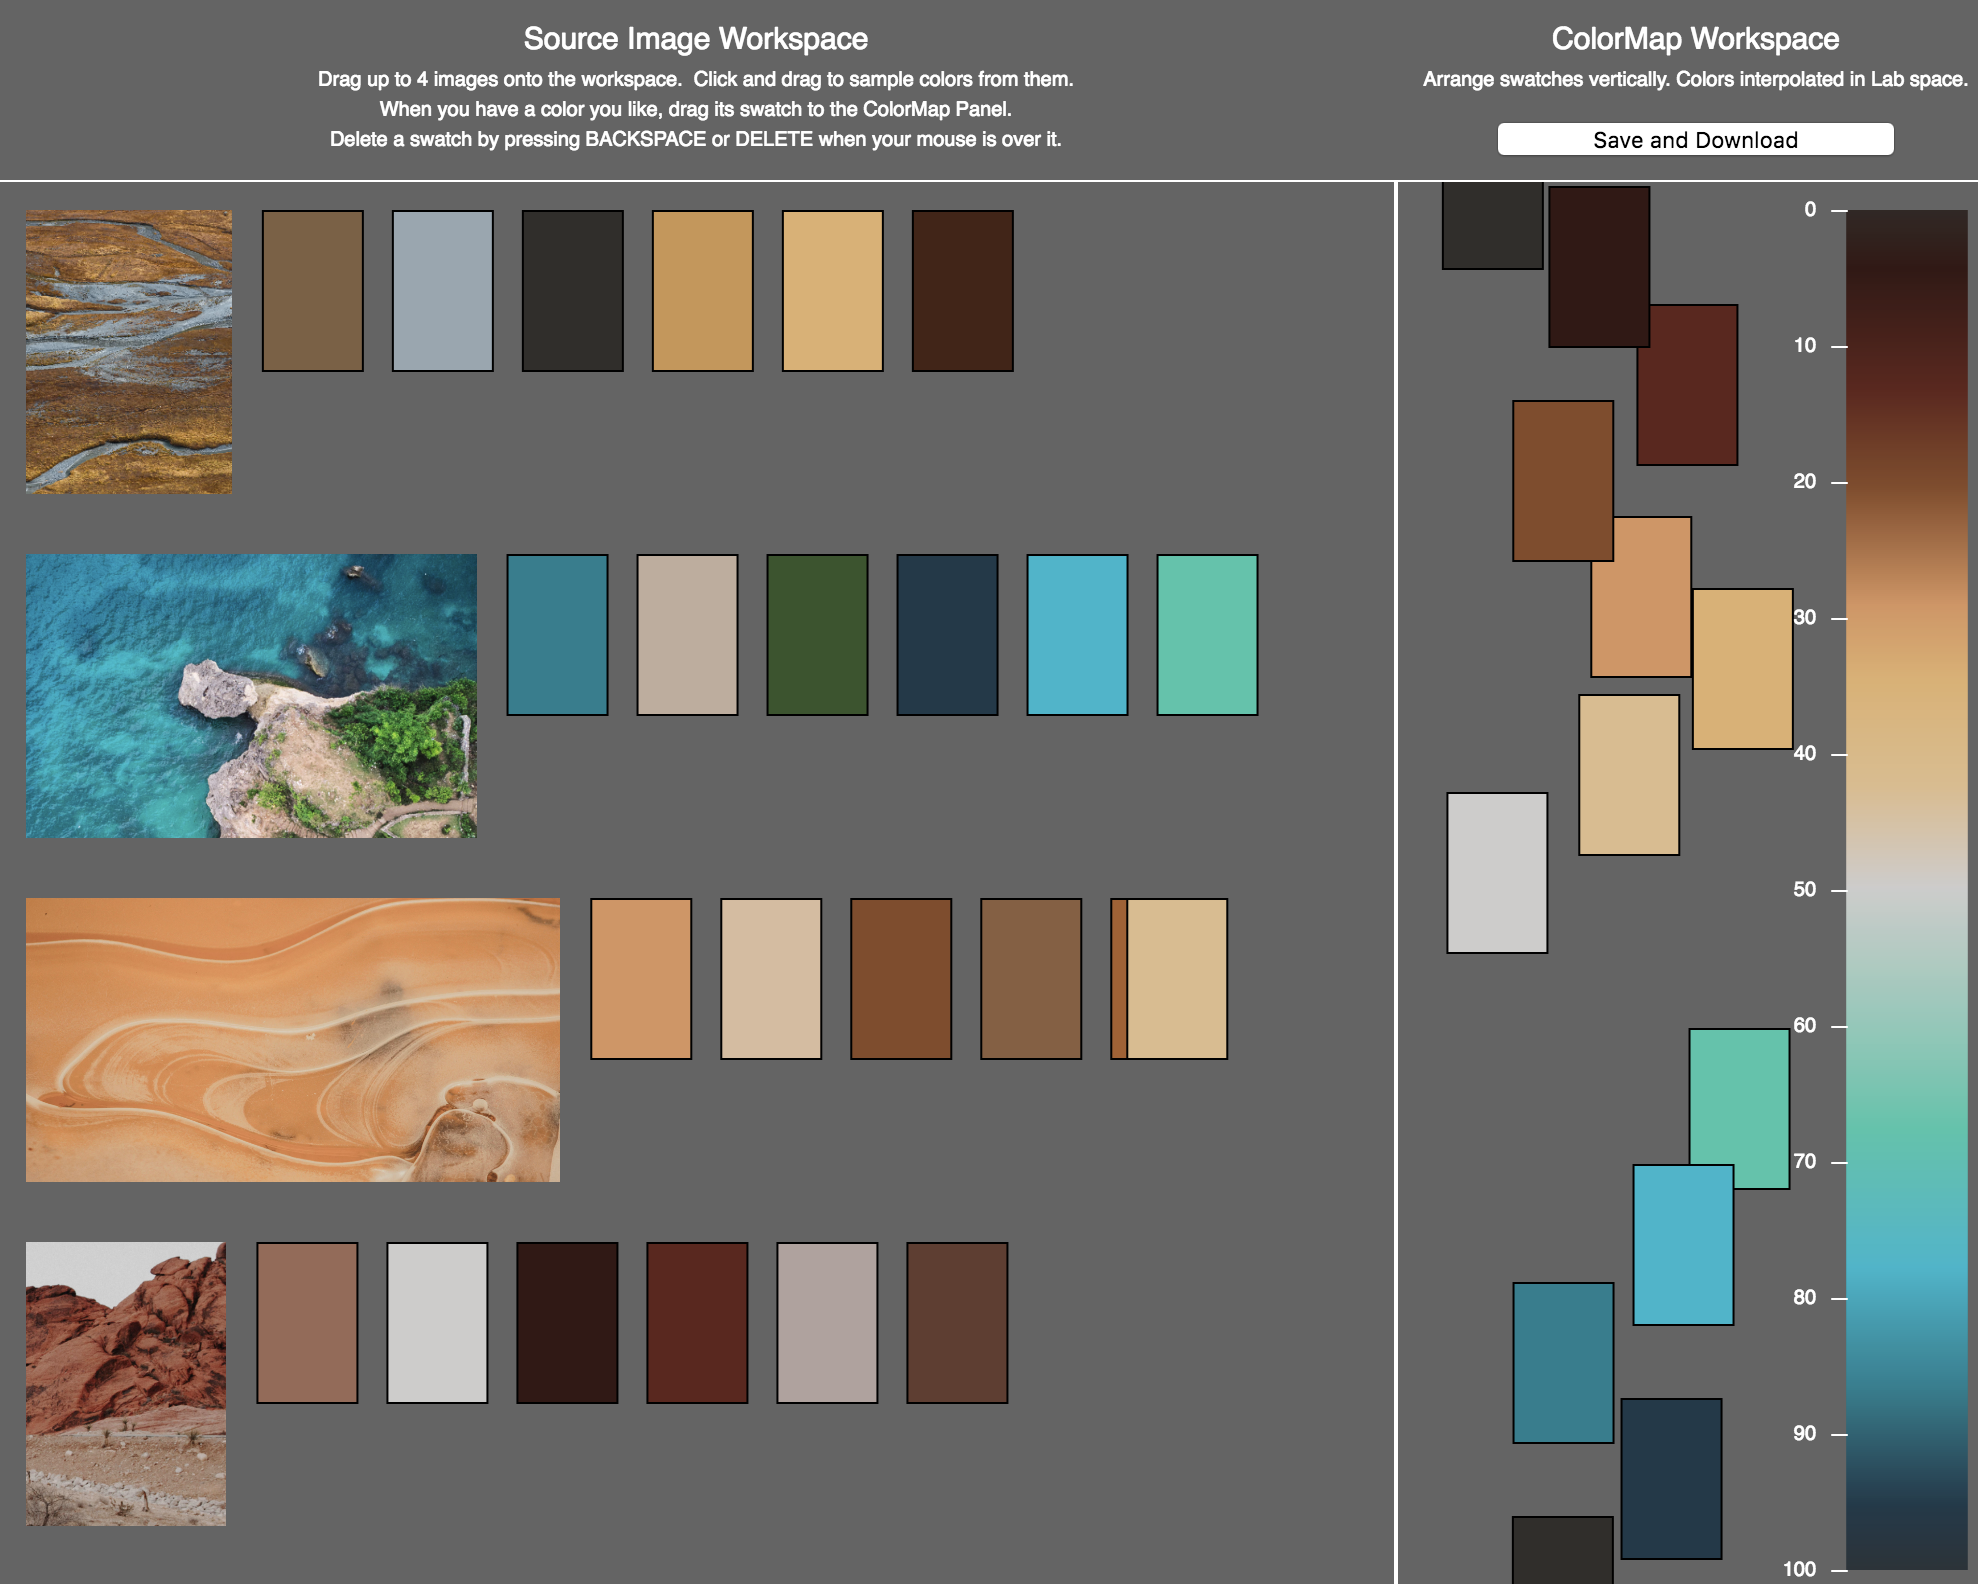 Source Image Workspace
Drag up to 4 images onto the workspace.  Click and drag to sample colors from them.
When you have a color you like, drag its swatch to the ColorMap Panel.
Delete a swatch by pressing BACKSPACE or DELETE when your mouse is over it.
ColorMap Workspace
Arrange swatches vertically. Colors interpolated in Lab space.
Save and Download
0
10
20
30
40
50
60
70
80
90
100